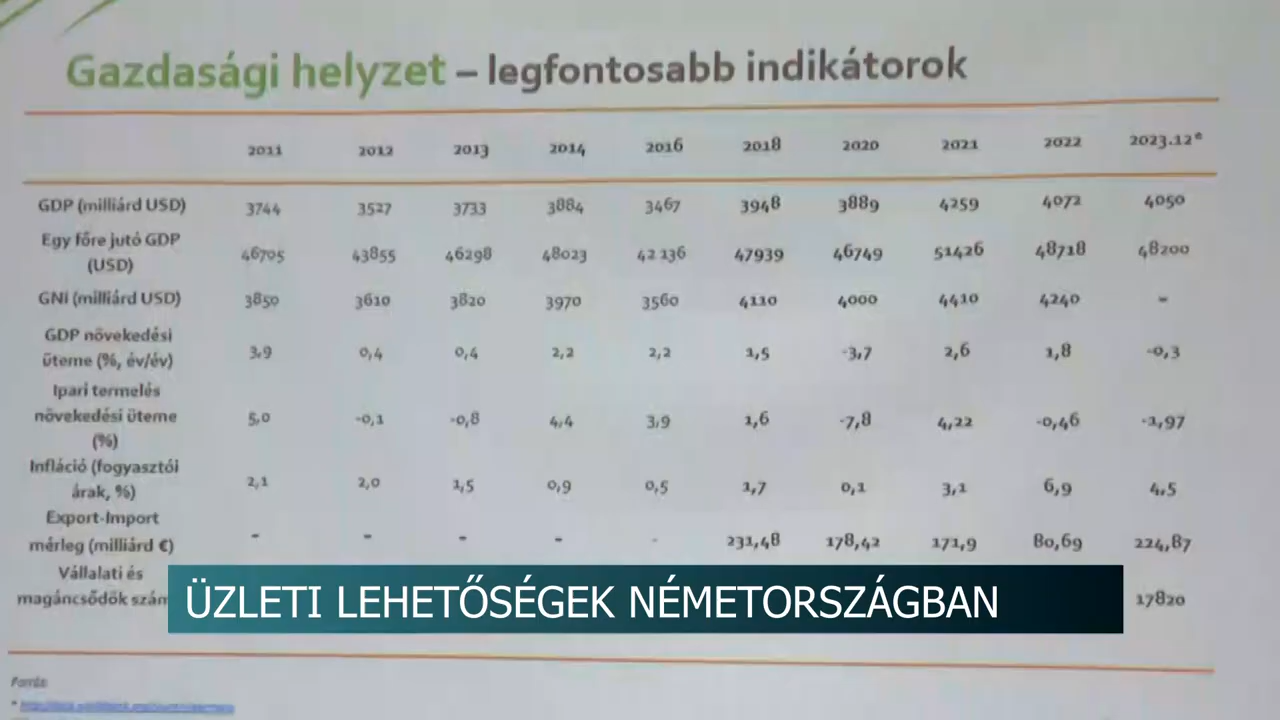 Gazdasági helyzet – legfontosabb indikátorok
2011 2012 2013 2014 2016 2018 2020 2021 2022 2023.12*
GDP (milliárd USD) 3744 3527 3733 3884 3467 3948 3889 4259 4072 4050
Egy főre jutó GDP
(USD) 46705 43855 46298 48023 42 136 47939 46749 51426 48718 48200
GNI (milliárd USD) 3850 3610 3820 3970 3560 4110 4000 4410 4240 -
GDP növekedési
üteme (%, év/év) 3,9 0,4 0,4 2,2 2,2 1,5 -3,7 2,6 1,8 -0,3
Ipari termelés
növekedési üteme
(%) 5,0 -0,1 -0,8 4,4 3,9 1,6 -7,8 4,22 -0,46 -1,97
Infláció (fogyasztói
árak, %) 2,1 2,0 1,5 0,9 0,5 1,7 0,1 3,1 6,9 4,5
Export-Import
mérleg (milliárd €) - - - - - 231,48 178,42 171,9 80,69 224,87
Vállalati és
magáncsődök szám 17820
ÜZLETI LEHETŐSÉGEK NÉMETORSZÁGBAN
Forrás